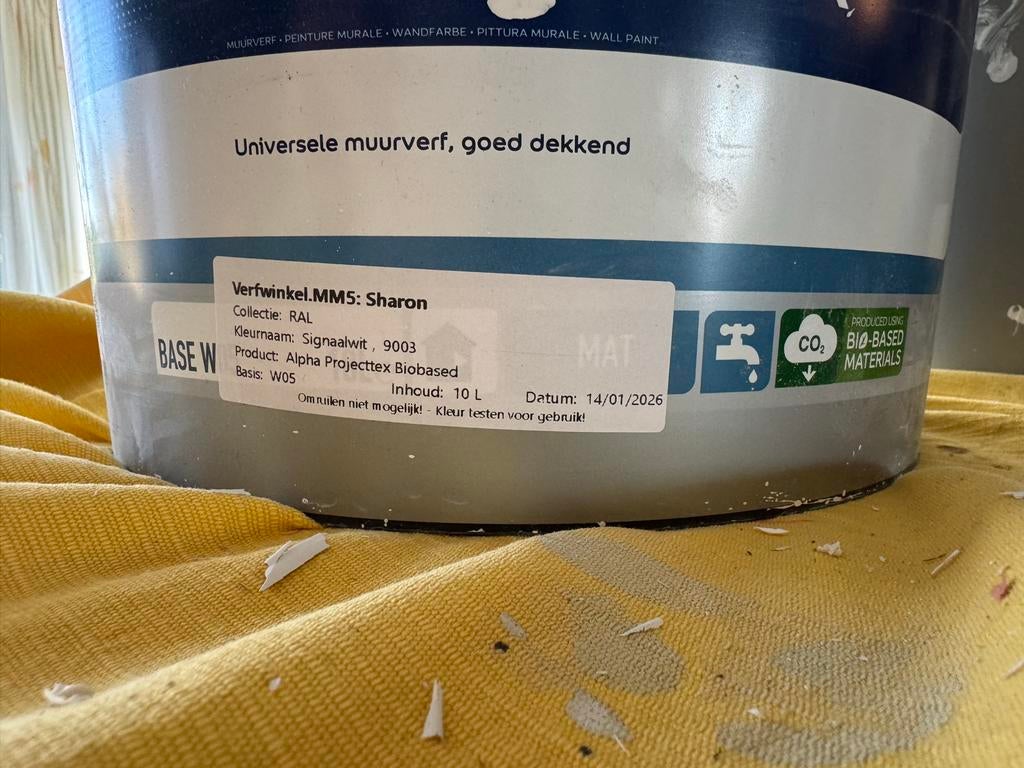 MUURVERF • PEINTURE MURALE • WANDFARBE • PITTURA MURALE • WALL PAINT
Universele muurverf, goed dekkend
Verfwinkel.MM5: Sharon
Collectie: RAL
Kleurnaam: Signaalwit , 9003
Product: Alpha Projecttex Biobased
Basis: W05
Inhoud: 10 L
Datum: 14/01/2026
Omruilen niet mogelijk! - Kleur testen voor gebruik!
BASE W
MAT
CO2
PRODUCED USING
BIO-BASED
MATERIALS